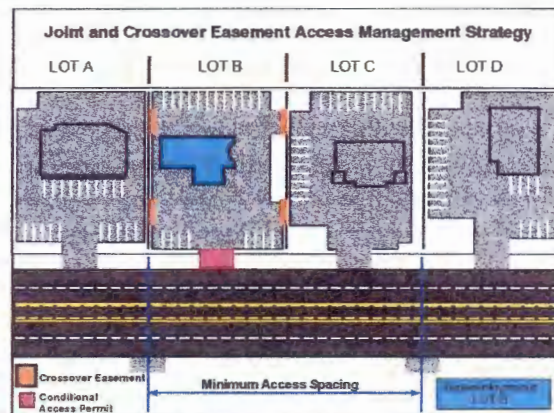 Joint and Crossover Easement Access Management Strategy
LOT A LOT B LOT C LOT D
Crossover Easement
Minimum Access Spacing
Conditional
Access Permit
LOT B